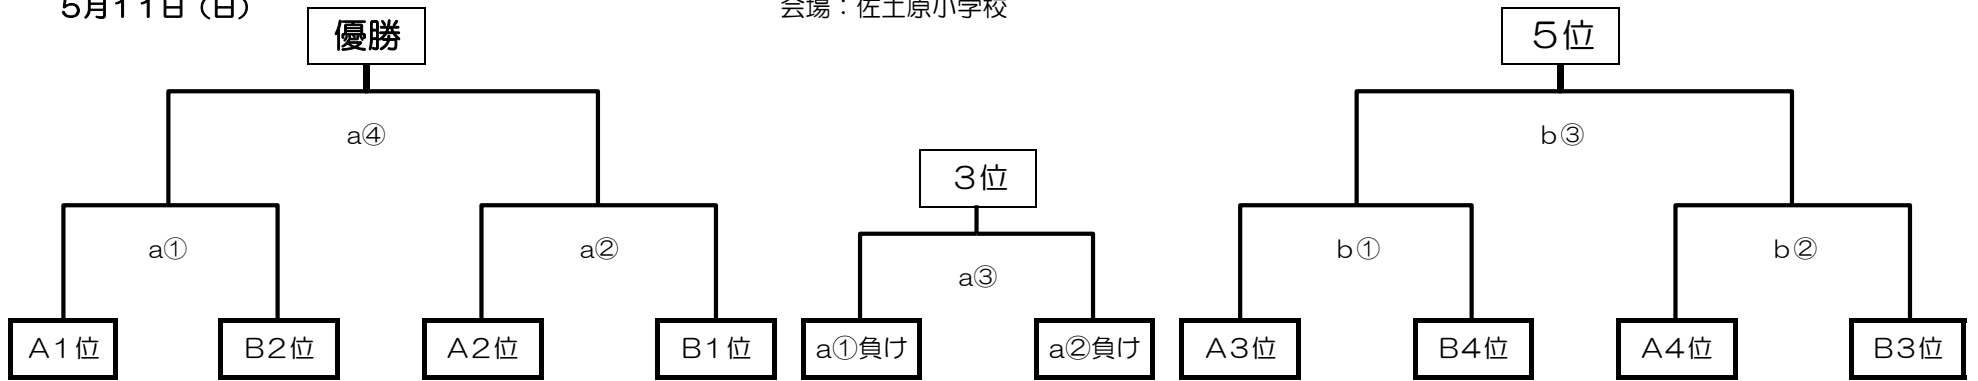 ５月１１日（日）
会場：佐土原小学校
優勝
５位
a④
ｂ③
３位
a①
a②
a③
ｂ①
ｂ②
Ａ１位
Ｂ２位
Ａ２位
Ｂ１位
a①負け
a②負け
Ａ３位
Ｂ４位
Ａ４位
Ｂ３位